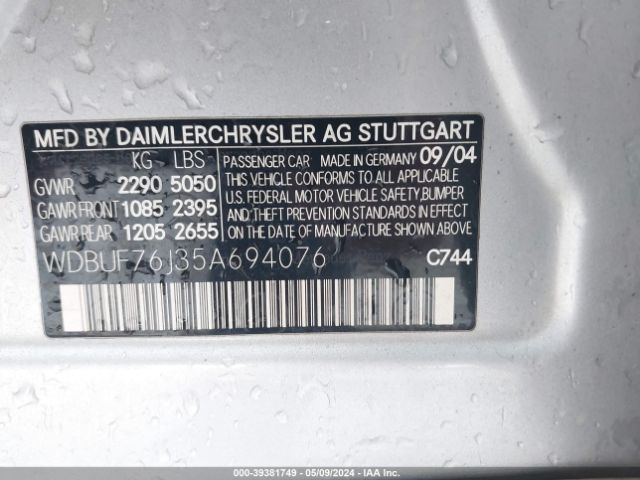 MFD BY DAIMLERCHRYSLER AG STUTTGART
KG LBS
GVWR 2290 5050
GAWR FRONT 1085 2395
GAWR REAR 1205 2655
PASSENGER CAR MADE IN GERMANY 09/04
THIS VEHICLE CONFORMS TO ALL APPLICABLE
U.S. FEDERAL MOTOR VEHICLE SAFETY, BUMPER
AND THEFT PREVENTION STANDARDS IN EFFECT
ON THE DATE OF MANUFACTURE SHOWN ABOVE.
WDBUF76J35A694076 C744
000-39381749 - 05/09/2024 - IAA Inc.